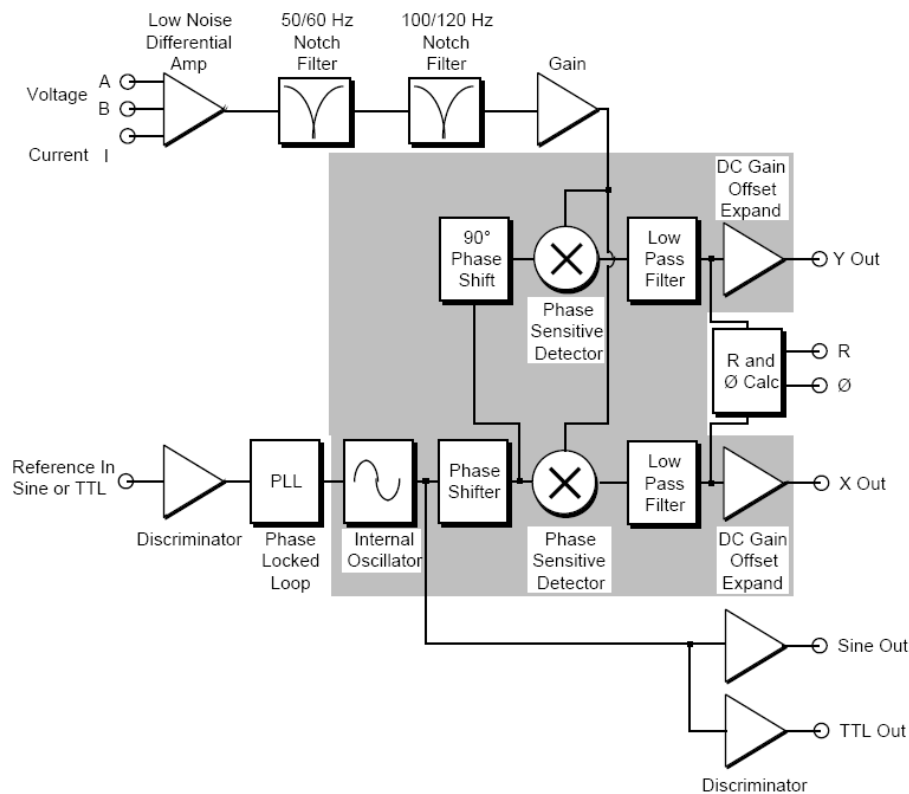 Low Noise
Differential
Amp
50/60 Hz
Notch
Filter
100/120 Hz
Notch
Filter
Gain
Voltage
A
B
Current
I
DC Gain
Offset
Expand
90°
Phase
Shift
Low
Pass
Filter
Y Out
Phase
Sensitive
Detector
R and
Ø Calc
R
Ø
Reference In
Sine or TTL
PLL
Phase
Shifter
Low
Pass
Filter
X Out
Discriminator
Phase
Locked
Loop
Internal
Oscillator
Phase
Sensitive
Detector
DC Gain
Offset
Expand
Sine Out
TTL Out
Discriminator